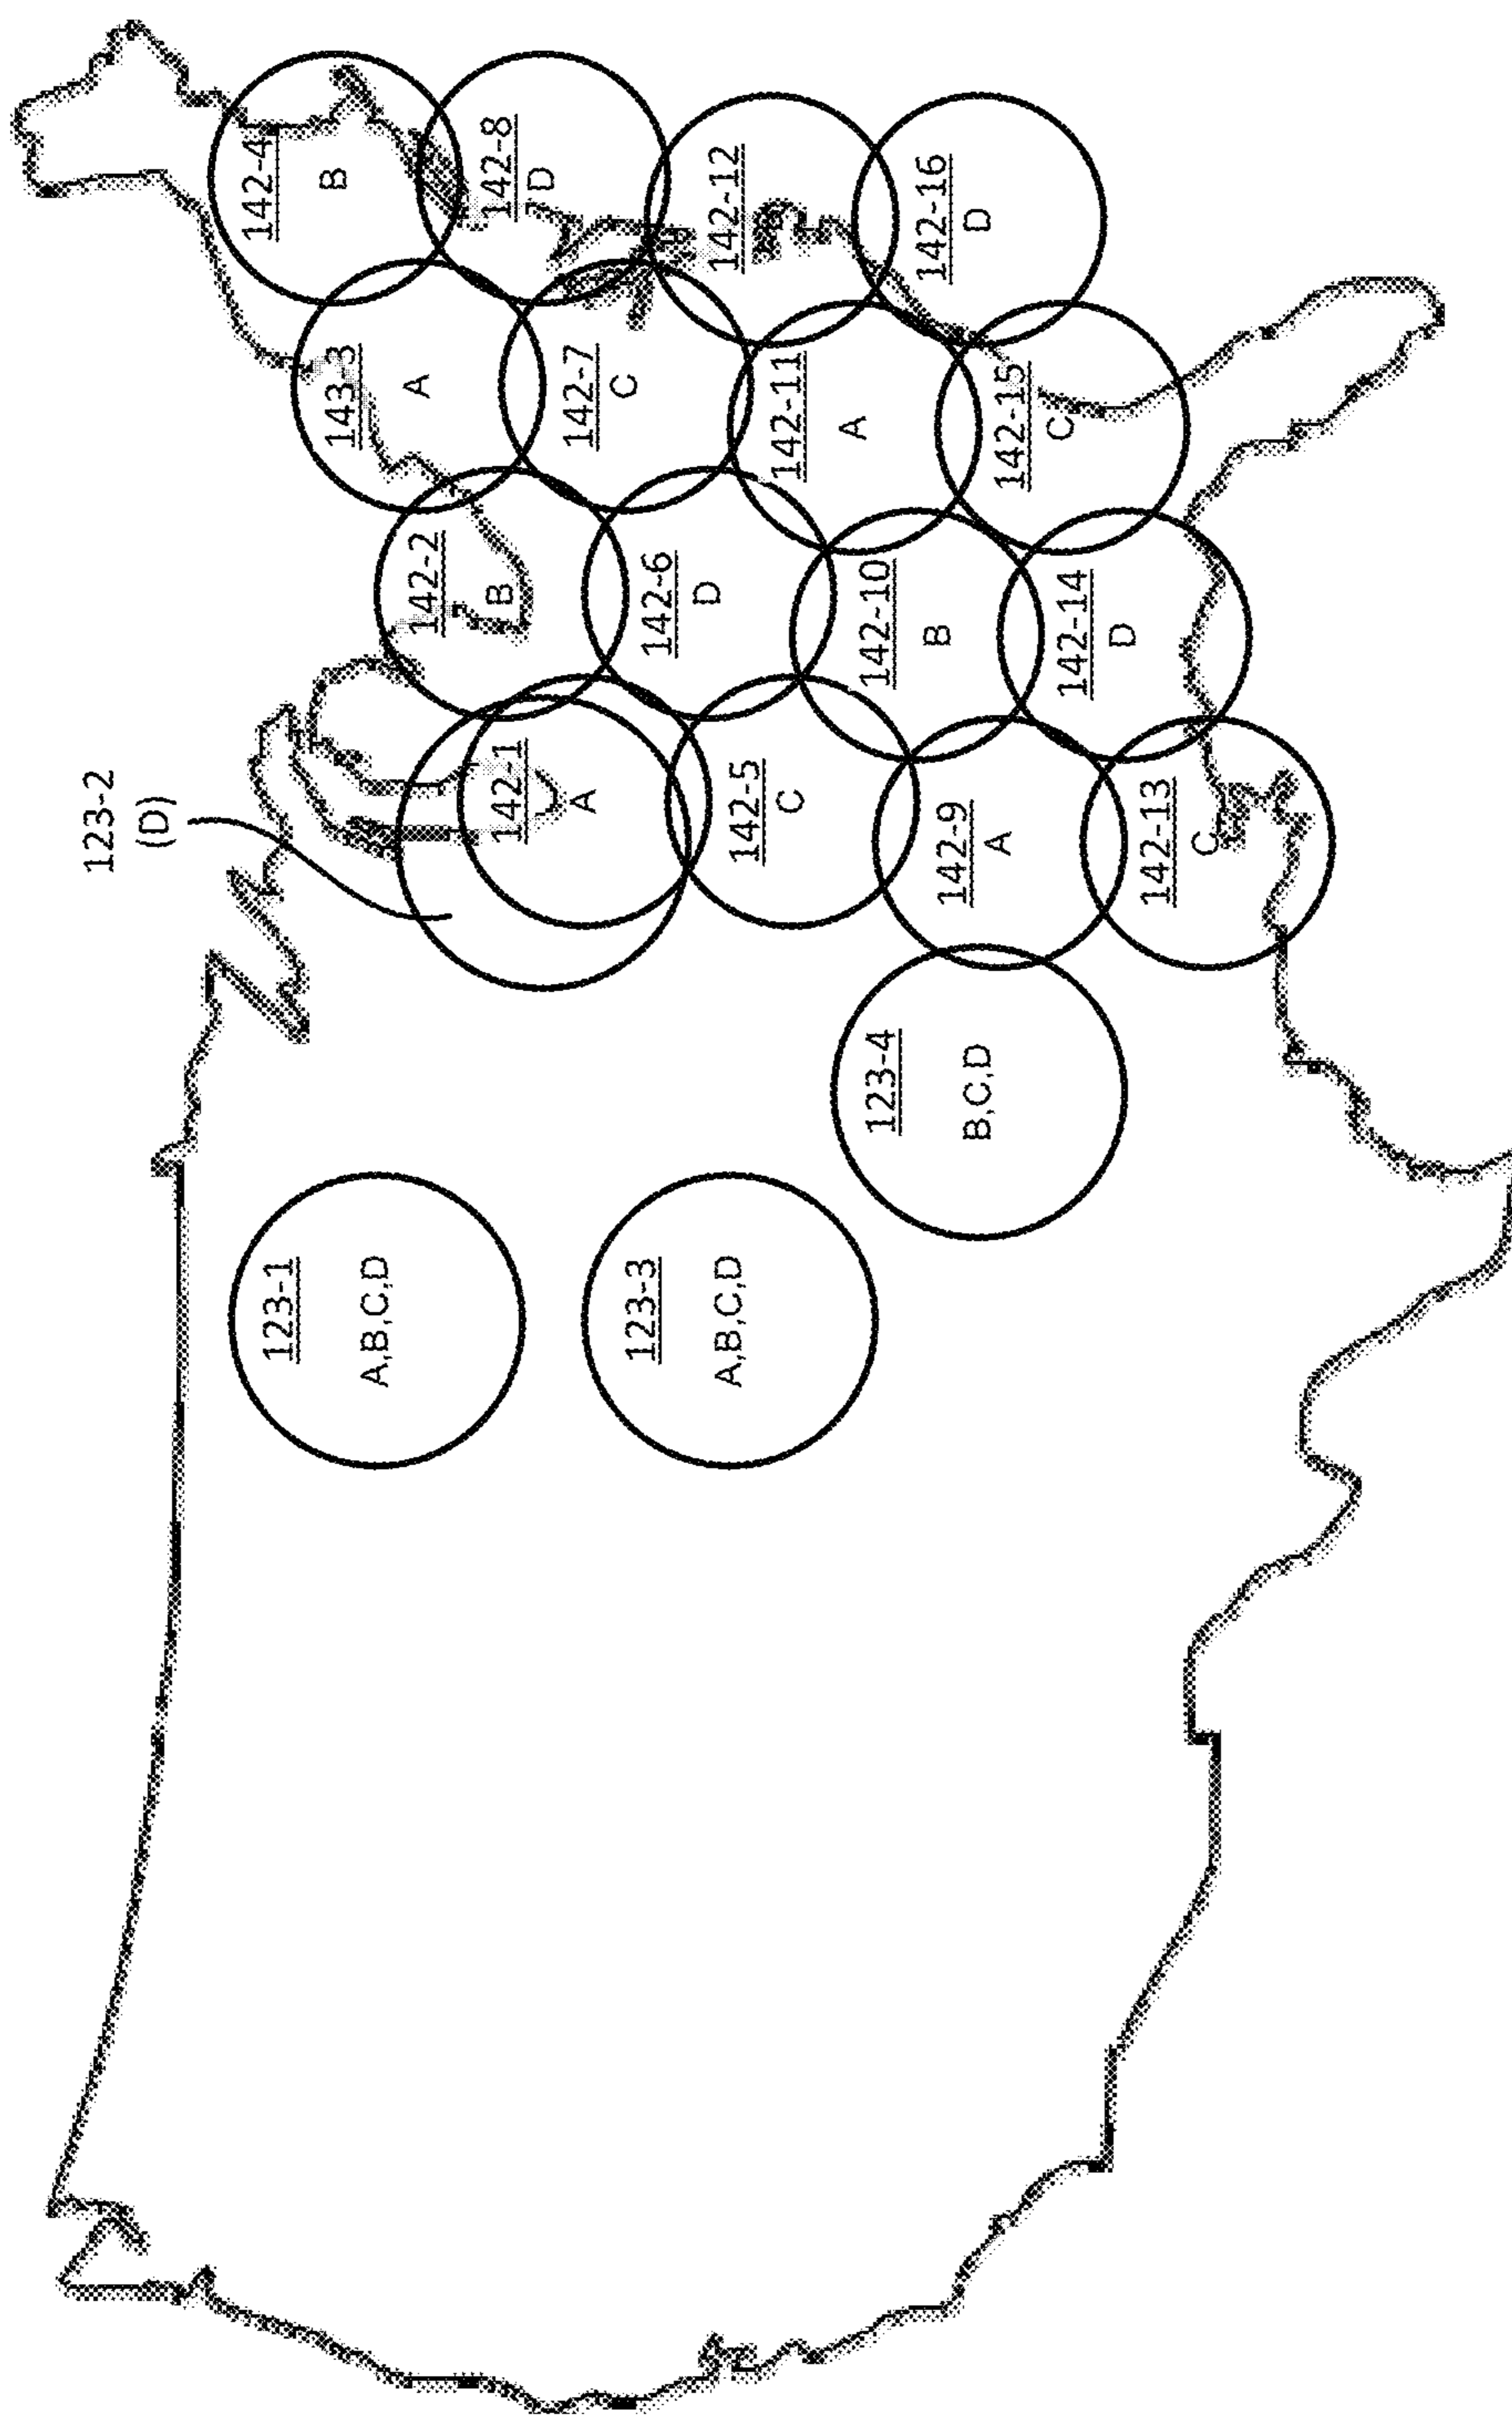 123-2
(D)
123-1
A,B,C,D
123-3
A,B,C,D
123-4
B,C,D
142-1
A
142-2
B
143-3
A
142-4
B
142-5
C
142-6
D
142-7
C
142-8
D
142-9
A
142-10
B
142-11
A
142-12
B
142-13
C
142-14
D
142-15
C
142-16
D